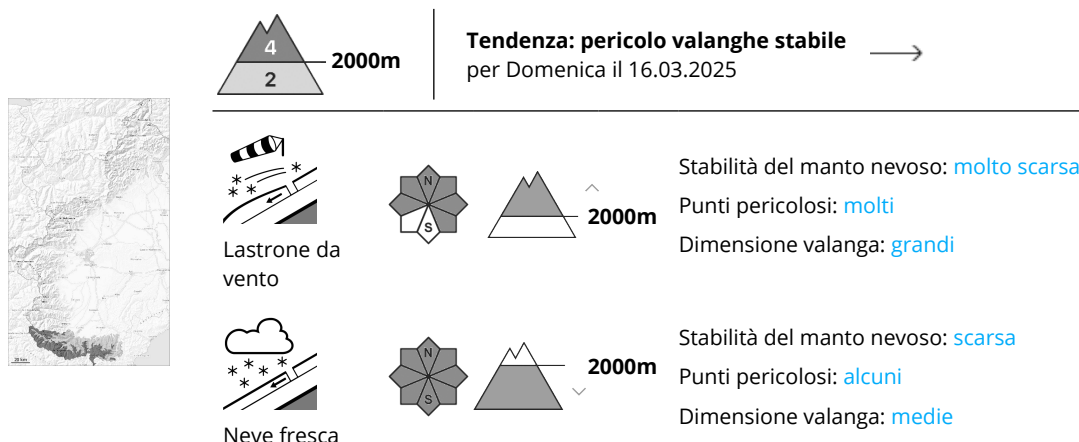 4
2
2000m
Tendenza: pericolo valanghe stabile
per Domenica il 16.03.2025
20 km
N
S
2000m
Lastrone da
vento
Stabilità del manto nevoso: molto scarsa
Punti pericolosi: molti
Dimensione valanga: grandi
N
S
2000m
Neve fresca
Stabilità del manto nevoso: scarsa
Punti pericolosi: alcuni
Dimensione valanga: medie